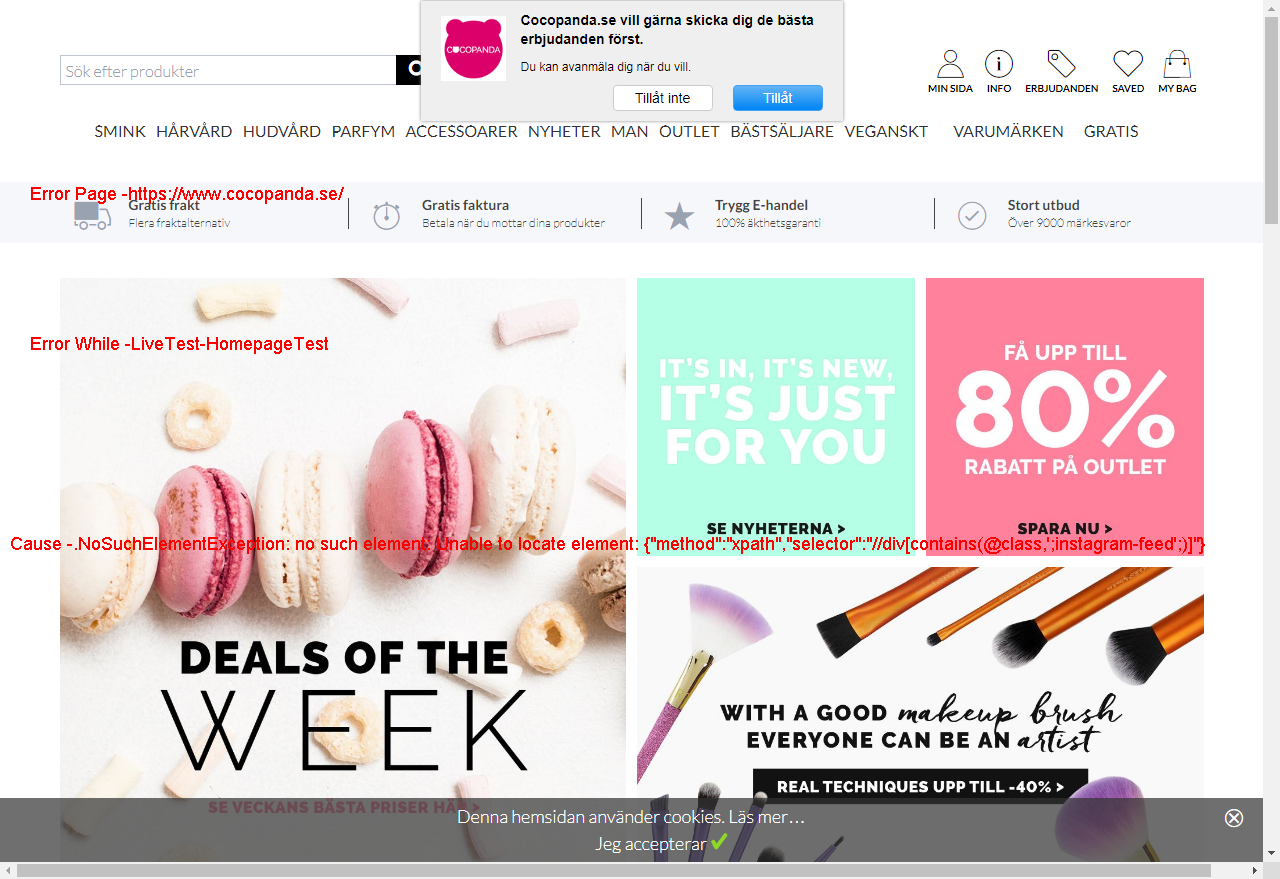 Cocopanda.se vill gärna skicka dig de bästa
erbjudanden först.
COCOPANDA
Du kan avanmäla dig när du vill.
Tillåt inte
Tillåt
Sök efter produkter
MIN SIDA
INFO
ERBJUDANDEN
SAVED
MY BAG
SMINK HÅRVÅRD HUDVÅRD PARFYM ACCESSOARER NYHETER MAN OUTLET BÄSTSÄLJARE VEGANSKT VARUMÄRKEN GRATIS
Error Page -https://www.cocopanda.se/
Gratis frakt
Flera fraktalternativ
Gratis faktura
Betala när du mottar dina produkter
Trygg E-handel
100% äkthetsgaranti
Stort utbud
Över 9000 märkesvaror
Error While -LiveTest-HomepageTest
IT'S IN, IT'S NEW,
IT'S JUST
FOR YOU
SE NYHETERNA >
FÅ UPP TILL
80%
RABATT PÅ OUTLET
SPARA NU >
Cause -.NoSuchElementException: no such element: Unable to locate element: {"method":"xpath","selector":"//div[contains(@class,';instagram-feed';)]"}
DEALS OF THE
WEEK
SE VECKANS BÄSTA PRISER HÄR >
WITH A GOOD makeup brush
EVERYONE CAN BE AN artist
REAL TECHNIQUES UPP TILL -40% >
Denna hemsidan använder cookies. Läs mer…
Jeg accepterar